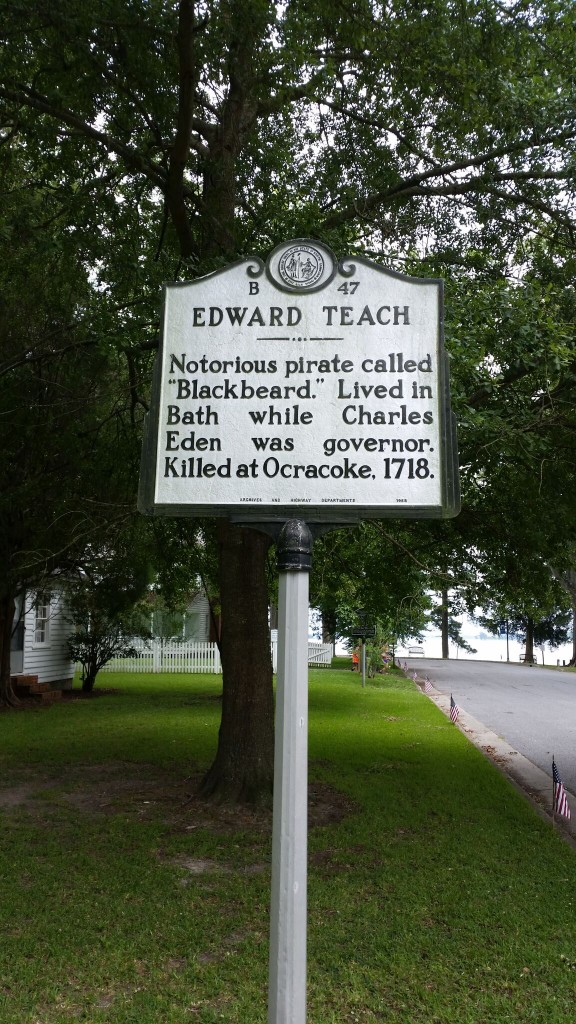 B 47
EDWARD TEACH
Notorious pirate called
"Blackbeard." Lived in
Bath while Charles
Eden was governor.
Killed at Ocracoke, 1718.
ARCHIVES AND HIGHWAY DEPARTMENTS